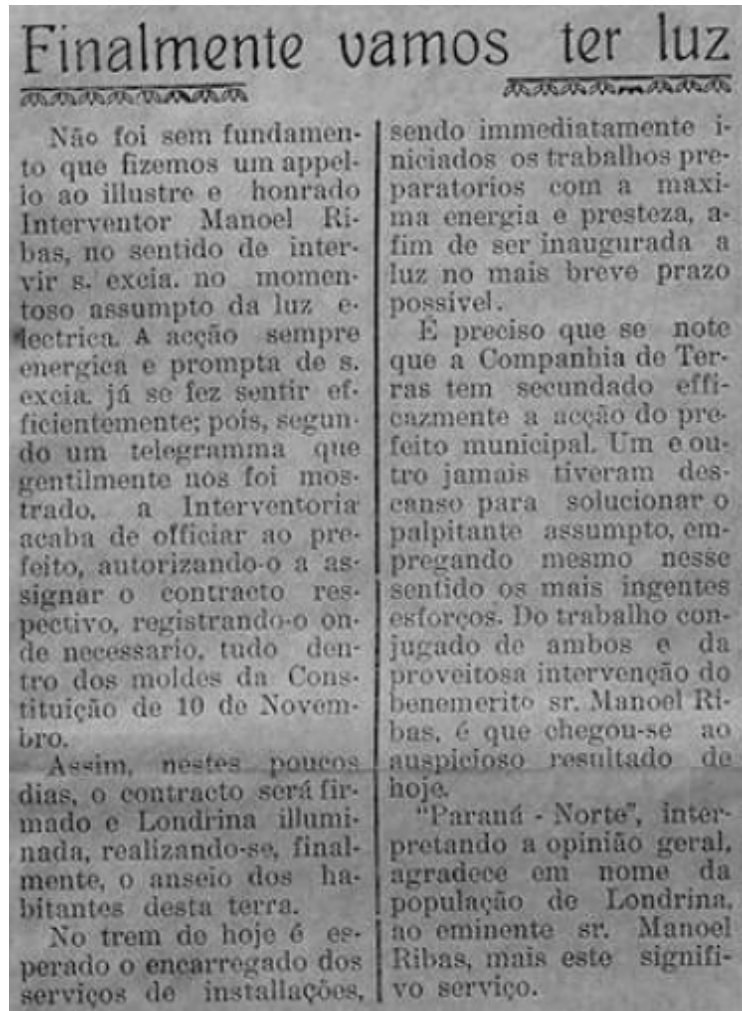 Finalmente vamos ter luz
Não foi sem fundamen-
to que fizemos um appel-
lo ao illustre e honrado
Interventor Manoel Ri-
bas, no sentido de inter-
vir s. excia. no momen-
toso assumpto da luz e-
lectrica. A acção sempre
energica e prompta de s.
excia. já se fez sentir ef-
ficientemente; pois, segun-
do um telegramma que
gentilmente nos foi mos-
trado, a Interventoria
acaba de officiar ao pre-
feito, autorizando-o a as-
signar o contracto res-
pectivo, registrando-o on-
de necessario, tudo den-
tro dos moldes da Cons-
tituição de 10 de Novem-
bro.
Assim, nestes poucos
dias, o contracto será fir-
mado e Londrina illumi-
nada, realizando-se, final-
mente, o anseio dos ha-
bitantes desta terra.
No trem de hoje é es-
perado o encarregado dos
serviços de installações,
sendo immediatamente i-
niciados os trabalhos pre-
paratorios com a maxi-
ma energia e presteza, a-
fim de ser inaugurada a
luz no mais breve prazo
possivel.
É preciso que se note
que a Companhia de Ter-
ras tem secundado effi-
cazmente a acção do pre-
feito municipal. Um e ou-
tro jamais tiveram des-
canso para solucionar o
palpitante assumpto, em-
pregando mesmo nesse
sentido os mais ingentes
esforços. Do trabalho con-
jugado de ambos e da
proveitosa intervenção do
benemerito sr. Manoel Ri-
bas, é que chegou-se ao
auspicioso resultado de
hoje.
"Paraná - Norte", inter-
pretando a opinião geral,
agradece em nome da
população de Londrina,
ao eminente sr. Manoel
Ribas, mais este signifi-
vo serviço.